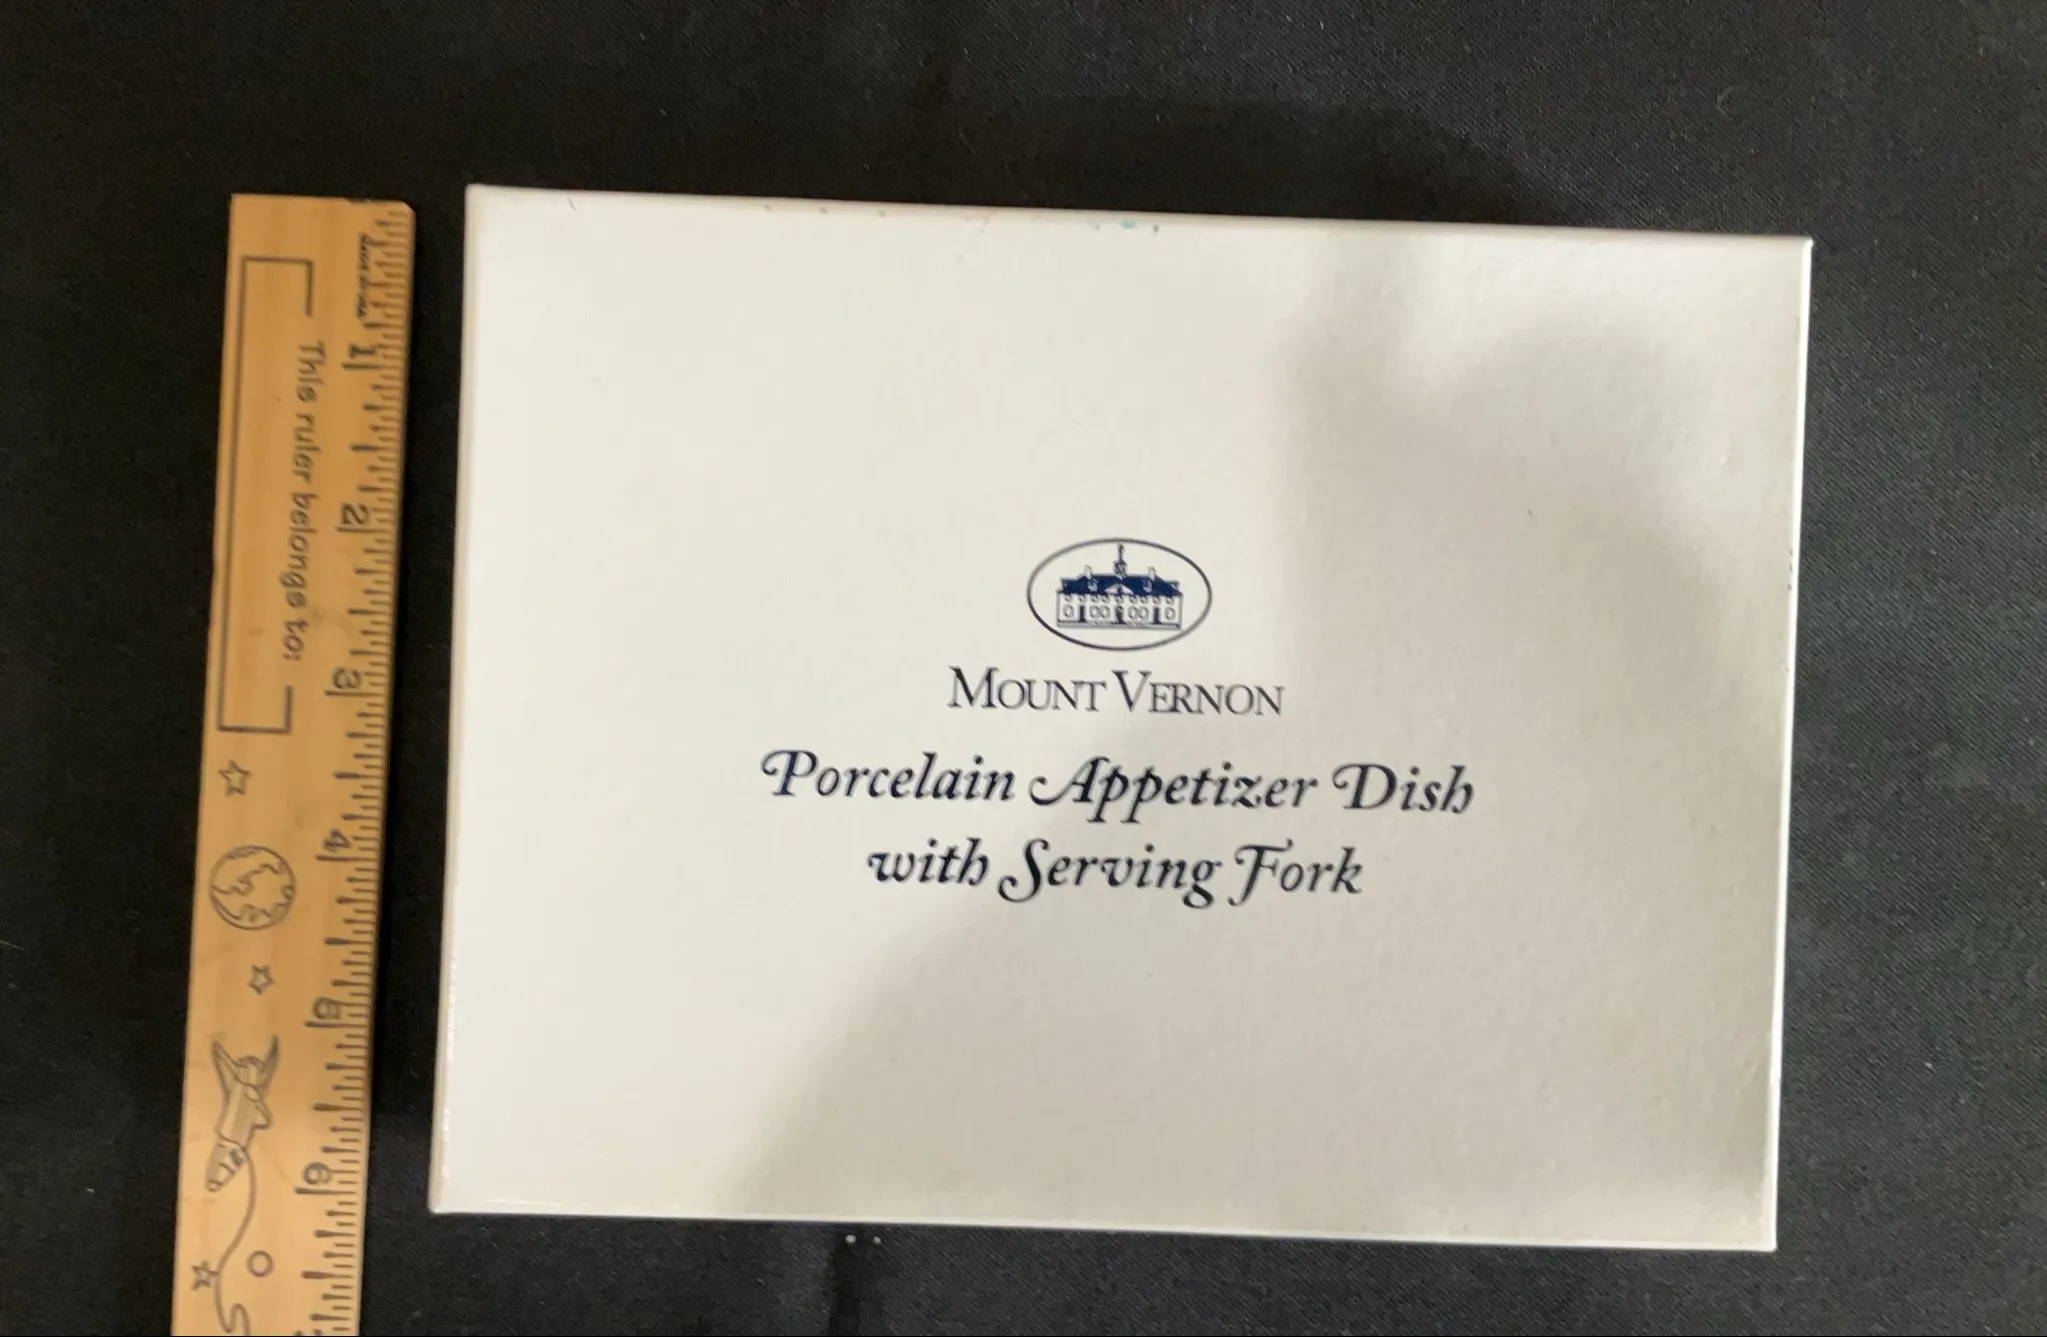 This ruler belongs to:
1
2
3
4
5
6
MOUNT VERNON
Porcelain Appetizer Dish
with Serving Fork